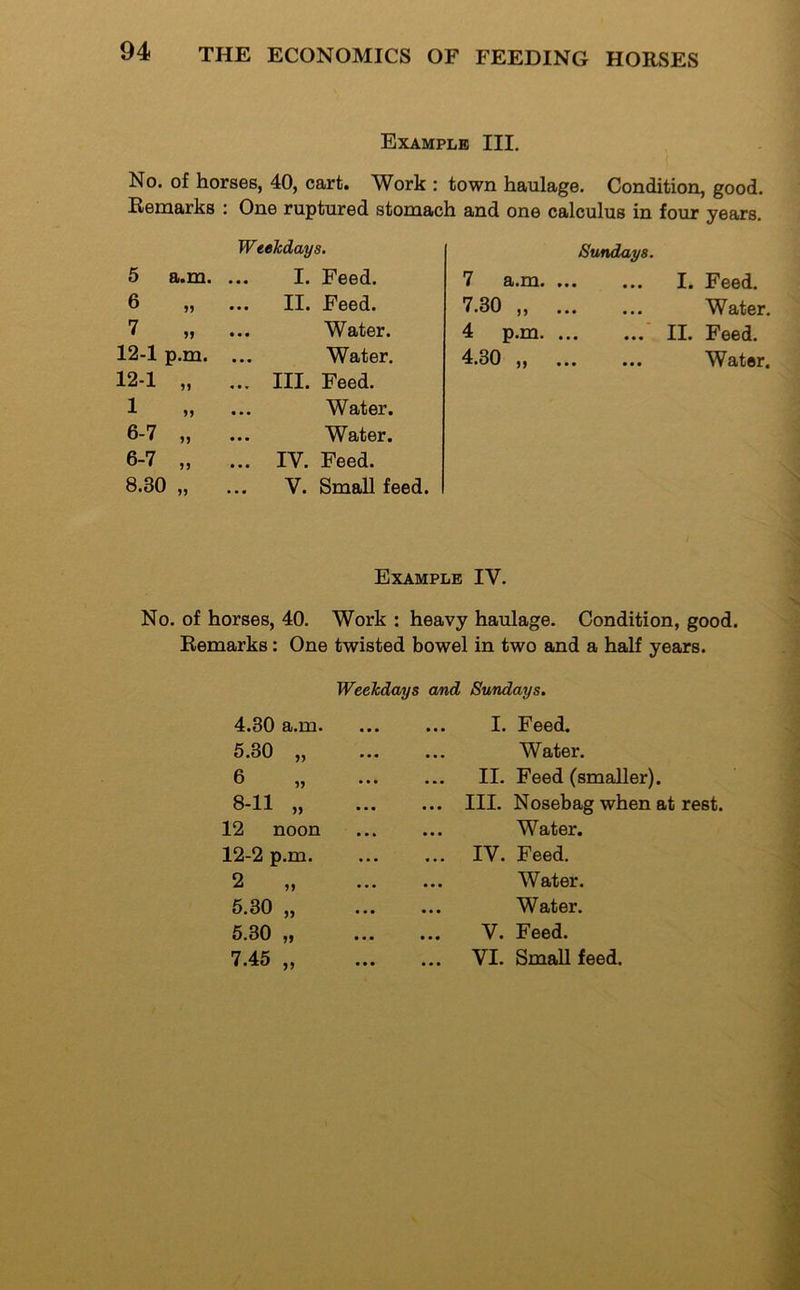 94 THE ECONOMICS OF FEEDING HORSES
Example III.
No. of horses, 40, cart. Work : town haulage. Condition, good.
Remarks : One ruptured stomach and one calculus in four years.
Weekdays.
5 a.m. ... I. Feed.
6 „ ... II. Feed.
7 „ ... Water.
12-1 p.m. ... Water.
12-1 „ ... III. Feed.
1 „ ... Water.
6-7 „ ... Water.
6-7 „ ... IV. Feed.
8.30 „ ... V. Small feed.
Sundays.
7 a.m. ... ... I. Feed.
7.30 „ ... ... Water.
4 p.m. ... ... II. Feed.
4.30 „ ... ... Water.
Example IV.
No. of horses, 40. Work : heavy haulage. Condition, good.
Remarks : One twisted bowel in two and a half years.
Weekdays and Sundays.
4.30 a.m. ... ... I. Feed.
5.30 „ ... ... Water.
6 „ ... ... II. Feed (smaller).
8-11 „ ... ... III. Nosebag when at rest.
12 noon ... ... Water.
12-2 p.m. ... ... IV. Feed.
2 „ ... ... Water.
5.30 „ ... ... Water.
5.30 „ ... ... V. Feed.
7.45 „ ... ... VI. Small feed.